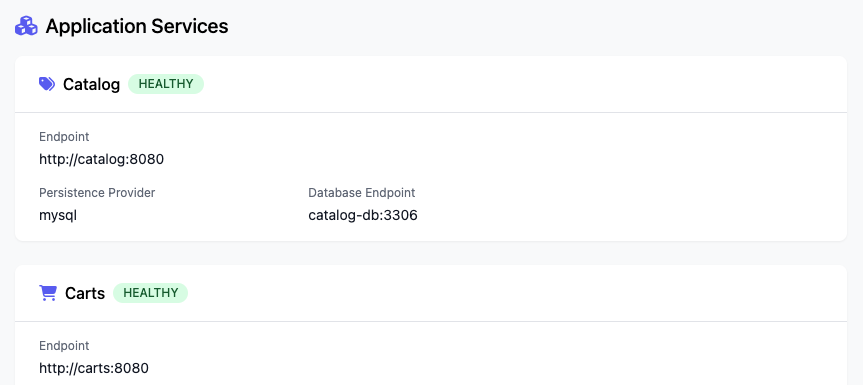 Application Services
Catalog HEALTHY
Endpoint
http://catalog:8080
Persistence Provider Database Endpoint
mysql catalog-db:3306
Carts HEALTHY
Endpoint
http://carts:8080